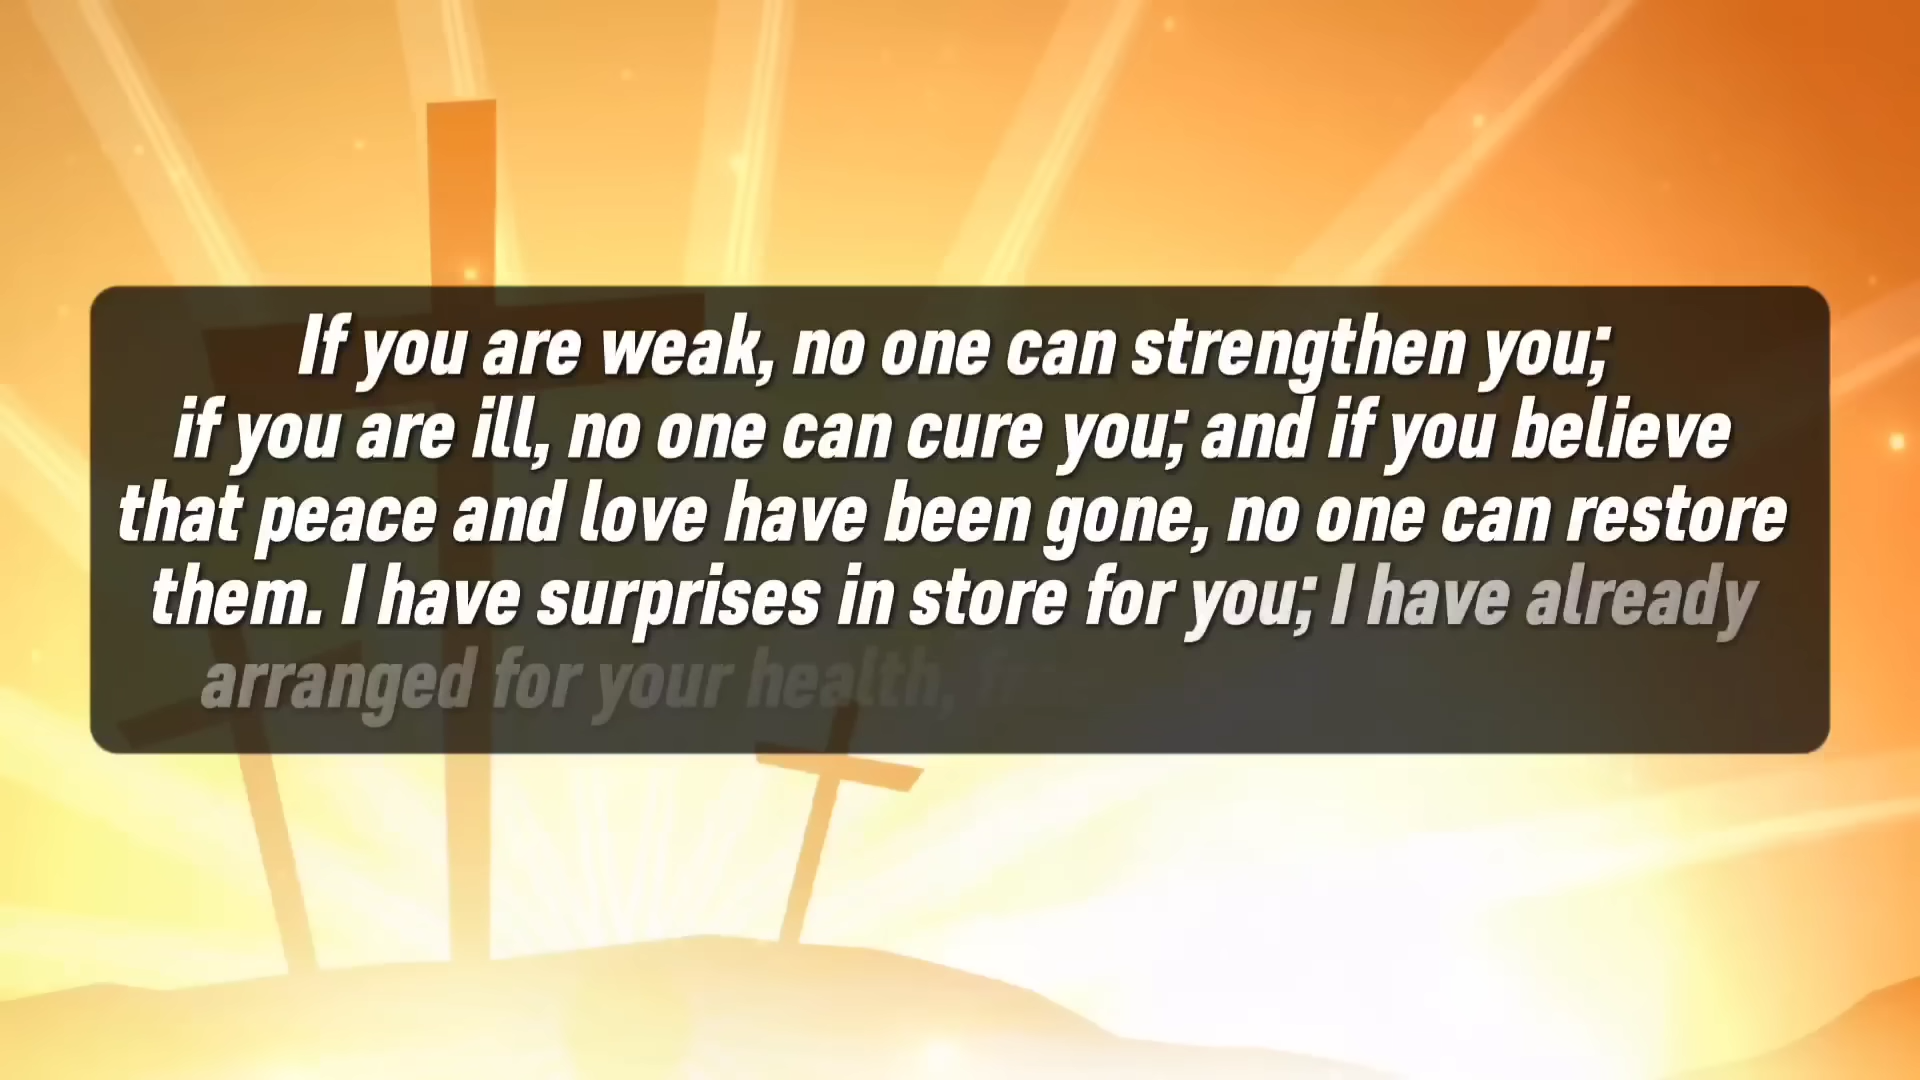 If you are weak, no one can strengthen you;
if you are ill, no one can cure you; and if you believe
that peace and love have been gone, no one can restore
them. I have surprises in store for you; I have already
arranged for your health,